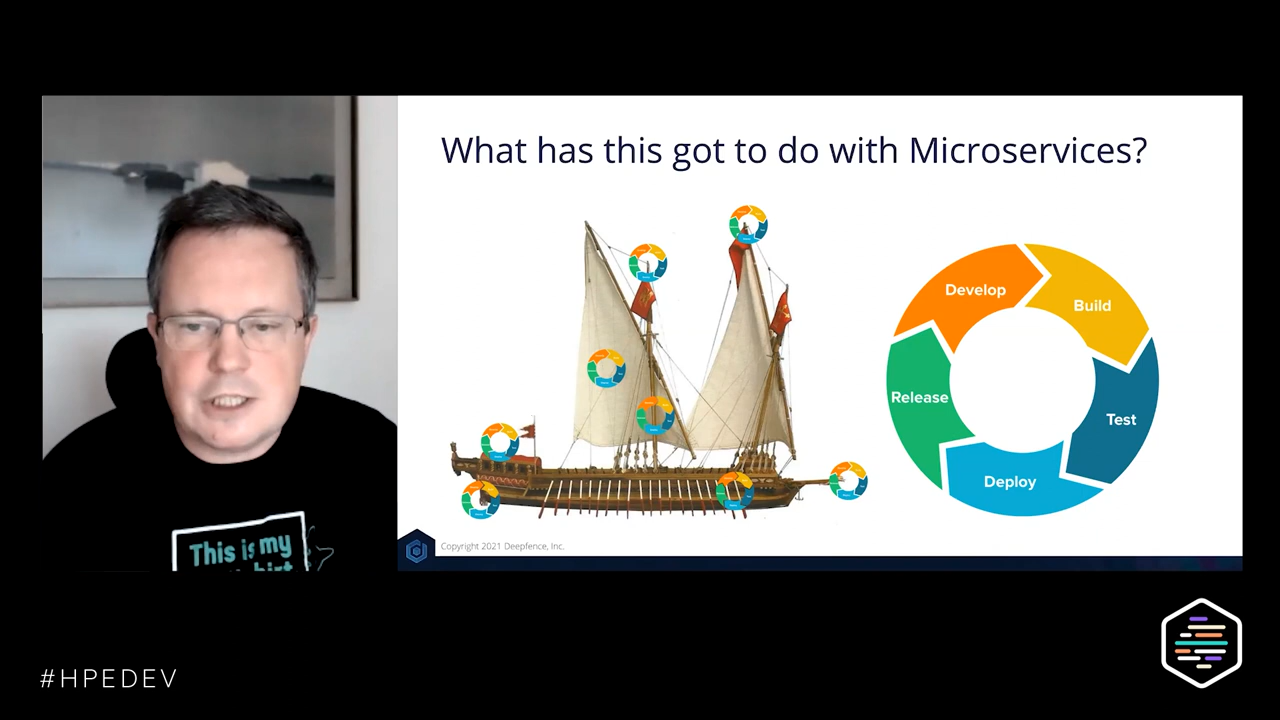 What has this got to do with Microservices?
Develop
Build
Release
Test
Deploy
This is my
Copyright 2021 Deepfence, Inc.
#HPEDEV